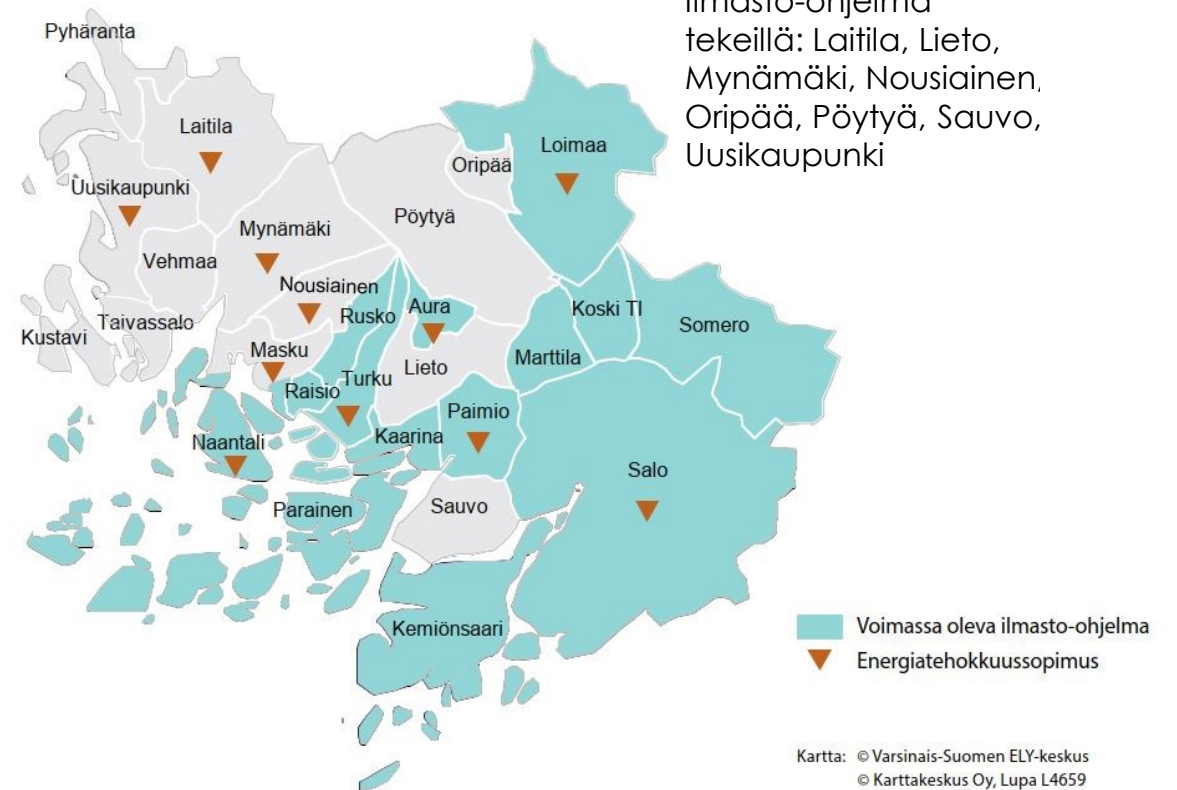 Ilmasto-ohjelma
tekeillä: Laitila, Lieto,
Mynämäki, Nousiainen,
Oripää, Pöytyä, Sauvo,
Uusikaupunki
Pyhäranta
Laitila
Loimaa
Oripää
Uusikaupunki
Pöytyä
Mynämäki
Vehmaa
Nousiainen
Aura
Koski Tl
Rusko
Taivassalo
Somero
Kustavi
Masku
Marttila
Lieto
Turku
Raisio
Paimio
Kaarina
Naantali
Salo
Sauvo
Parainen
Kemiönsaari
Voimassa oleva ilmasto-ohjelma
Energiatehokkuussopimus
Kartta: © Varsinais-Suomen ELY-keskus
© Karttakeskus Oy, Lupa L4659